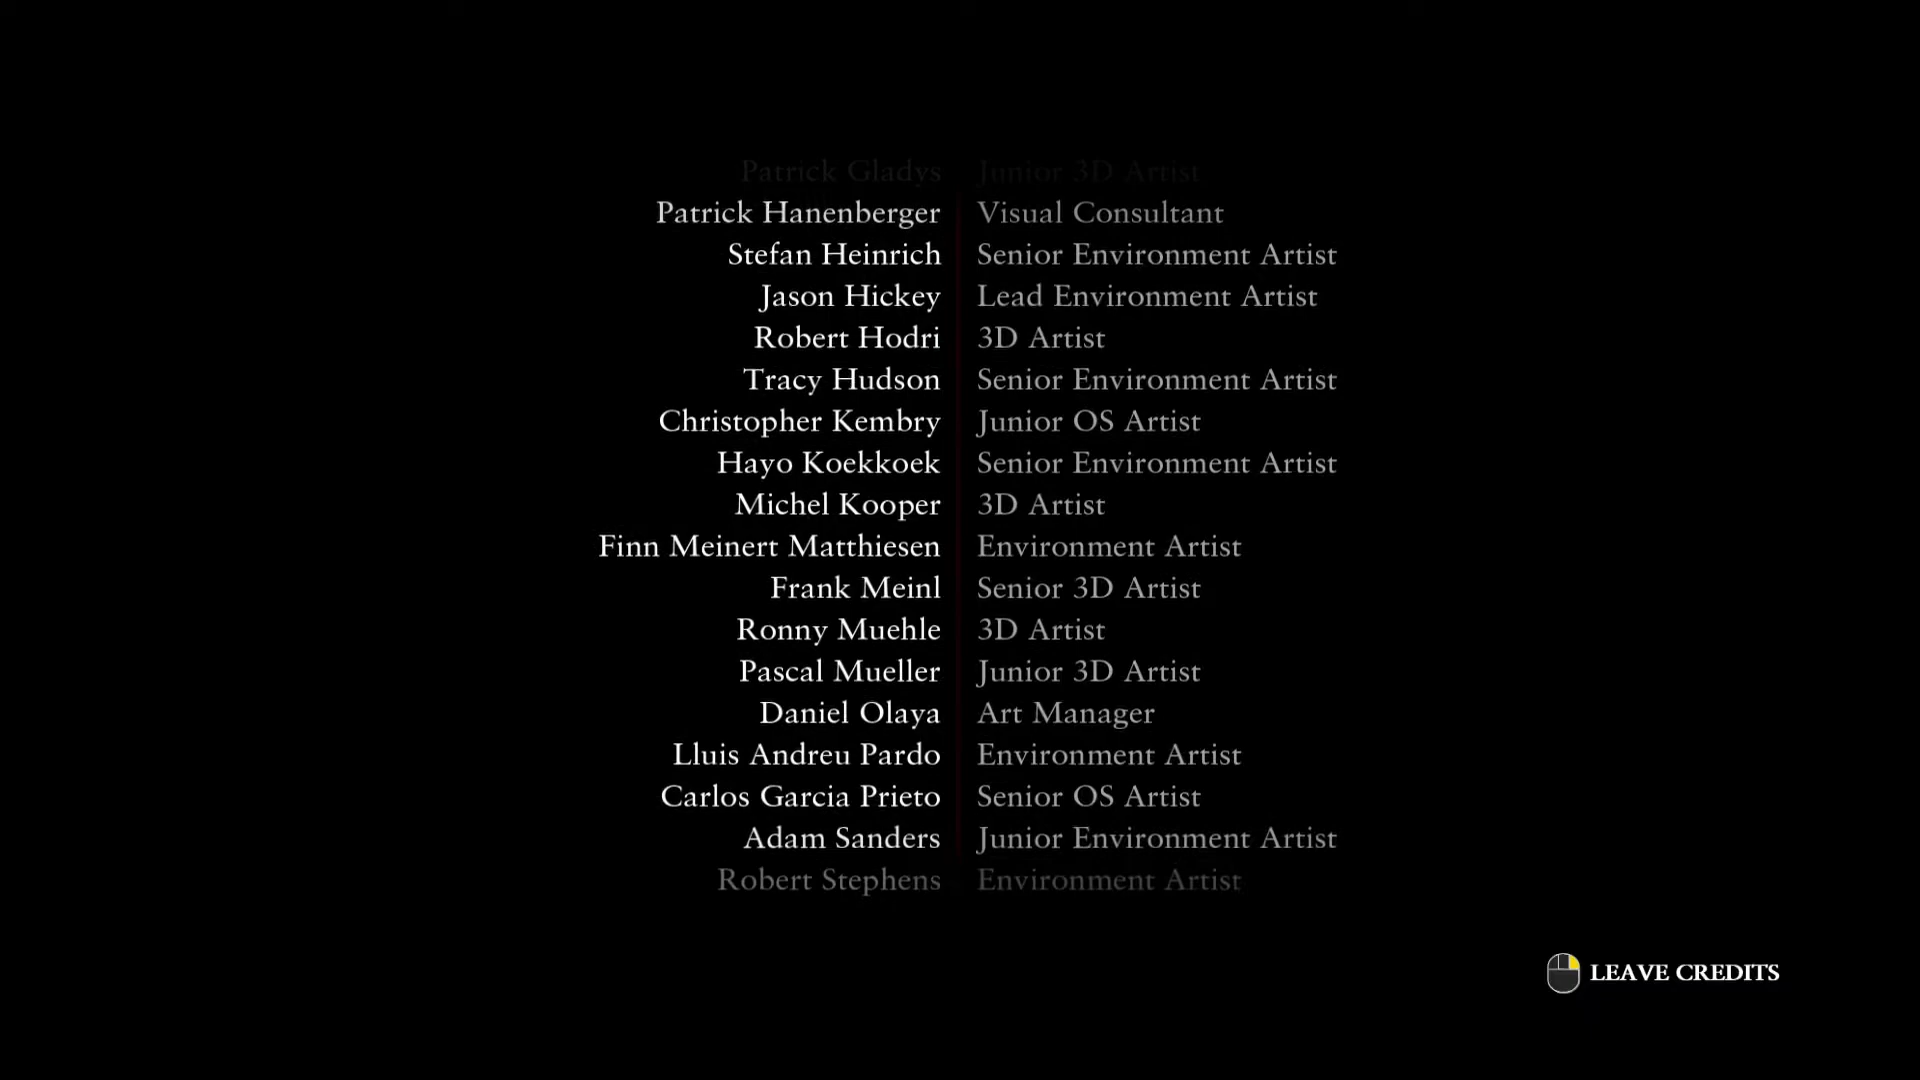 Patrick Gladys Junior 3D Artist
Patrick Hanenberger Visual Consultant
Stefan Heinrich Senior Environment Artist
Jason Hickey Lead Environment Artist
Robert Hodri 3D Artist
Tracy Hudson Senior Environment Artist
Christopher Kembry Junior OS Artist
Hayo Koekkoek Senior Environment Artist
Michel Kooper 3D Artist
Finn Meinert Matthiesen Environment Artist
Frank Meinl Senior 3D Artist
Ronny Muehle 3D Artist
Pascal Mueller Junior 3D Artist
Daniel Olaya Art Manager
Lluis Andreu Pardo Environment Artist
Carlos Garcia Prieto Senior OS Artist
Adam Sanders Junior Environment Artist
Robert Stephens Environment Artist
LEAVE CREDITS